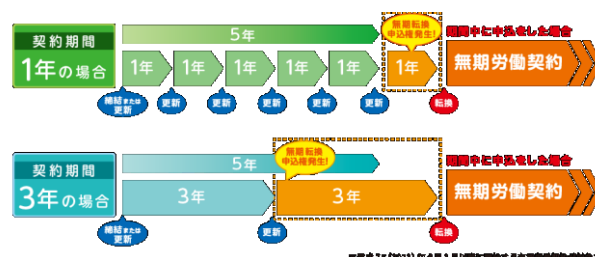 契約期間
1年の場合
5年
1年
1年
1年
1年
1年
1年
無期転換
申込権発生!
期間中に申込をした場合
無期労働契約
締結または
更新
更新
更新
更新
更新
更新
転換
契約期間
3年の場合
5年
3年
3年
無期転換
申込権発生!
期間中に申込をした場合
無期労働契約
締結または
更新
更新
転換